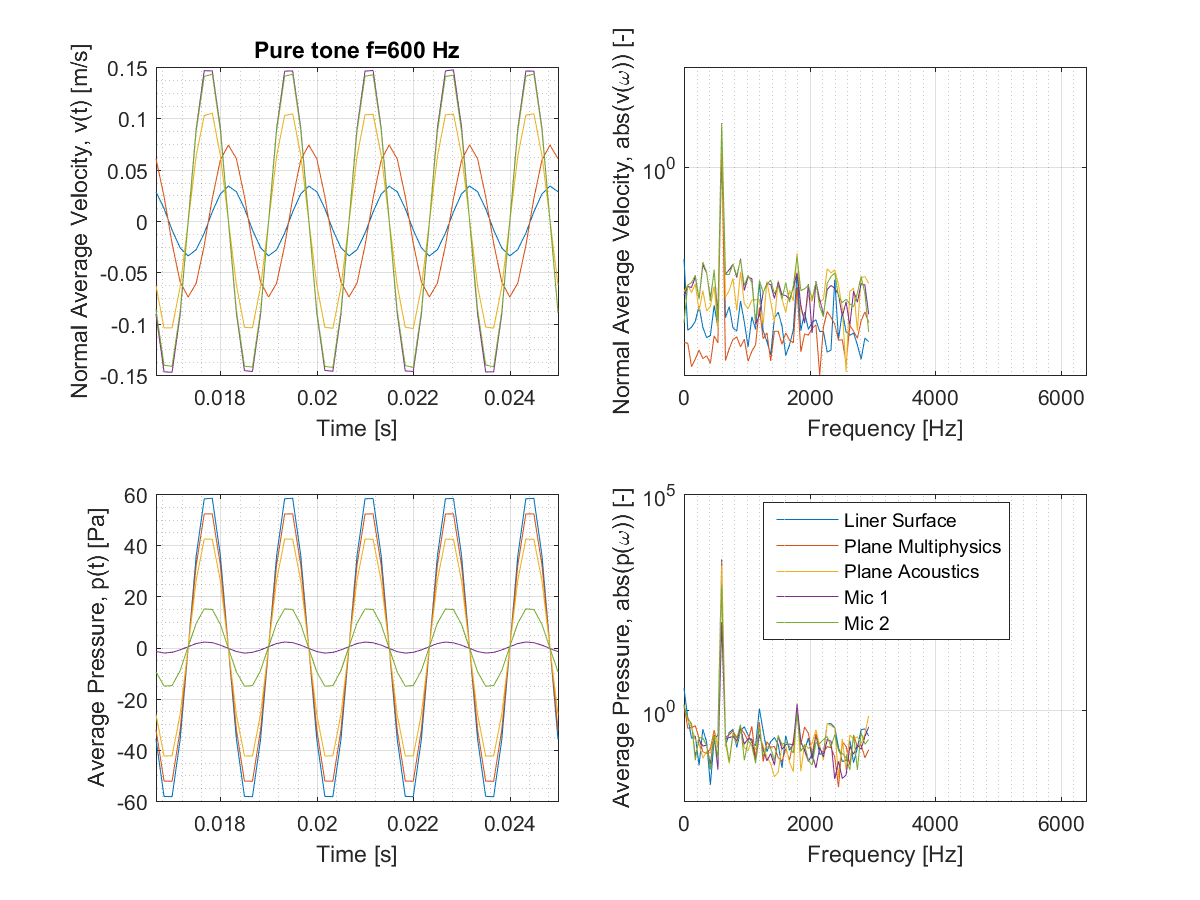 Pure tone f=600 Hz
Normal Average Velocity, v(t) [m/s]
0.15
0.1
0.05
0
-0.05
-0.1
-0.15
0.018
0.02
0.022
0.024
Time [s]
Normal Average Velocity, abs(v(ω)) [-]
10^0
0
2000
4000
6000
Frequency [Hz]
Average Pressure, p(t) [Pa]
60
40
20
0
-20
-40
-60
0.018
0.02
0.022
0.024
Time [s]
Average Pressure, abs(p(ω)) [-]
10^5
10^0
Liner Surface
Plane Multiphysics
Plane Acoustics
Mic 1
Mic 2
0
2000
4000
6000
Frequency [Hz]